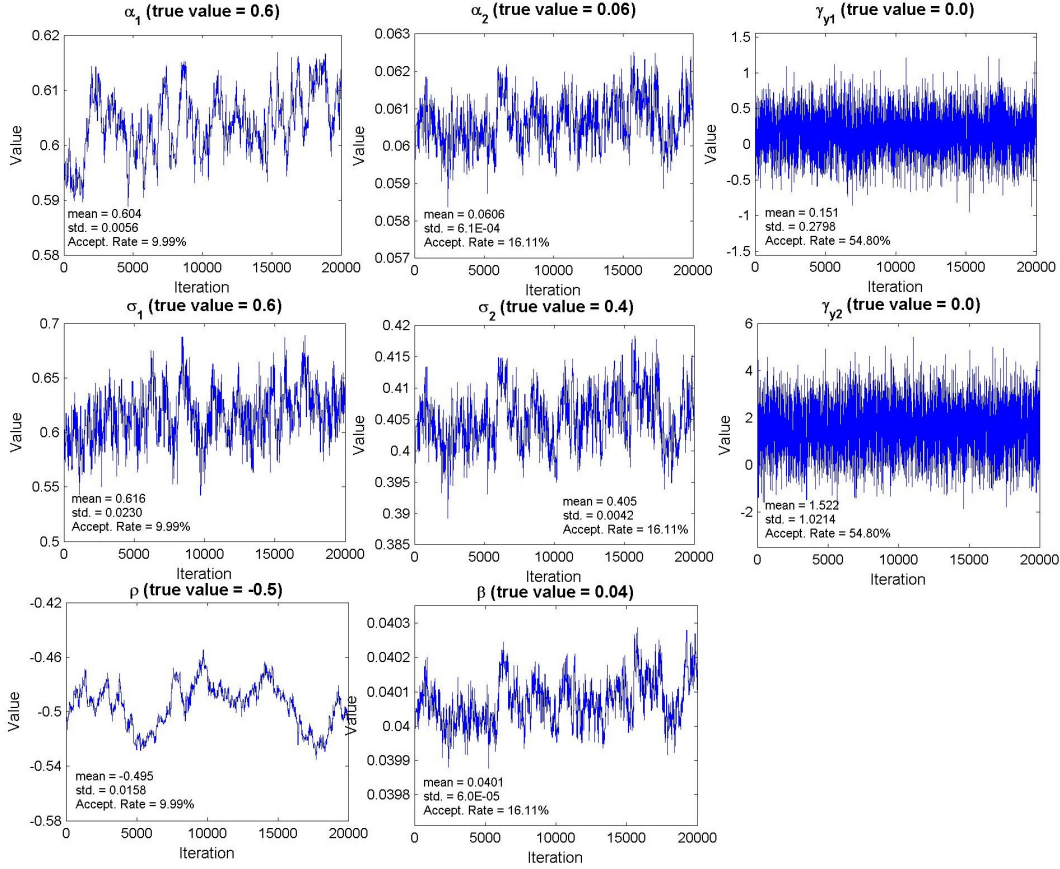 α1 (true value = 0.6)
0.62
0.61
0.6
0.59
0.58
Value
mean = 0.604
std. = 0.0056
Accept. Rate = 9.99%
0 5000 10000 15000 20000
Iteration
α2 (true value = 0.06)
0.063
0.062
0.061
0.06
0.059
0.058
0.057
Value
mean = 0.0606
std. = 6.1E-04
Accept. Rate = 16.11%
0 5000 10000 15000 20000
Iteration
γy1 (true value = 0.0)
1.5
1
0.5
0
-0.5
-1
-1.5
Value
mean = 0.151
std. = 0.2798
Accept. Rate = 54.80%
0 5000 10000 15000 20000
Iteration
σ1 (true value = 0.6)
0.7
0.65
0.6
0.55
0.5
Value
mean = 0.616
std. = 0.0230
Accept. Rate = 9.99%
0 5000 10000 15000 20000
Iteration
σ2 (true value = 0.4)
0.42
0.415
0.41
0.405
0.4
0.395
0.39
0.385
Value
mean = 0.405
std. = 0.0042
Accept. Rate = 16.11%
0 5000 10000 15000 20000
Iteration
γy2 (true value = 0.0)
6
4
2
0
-2
Value
mean = 1.522
std. = 1.0214
Accept. Rate = 54.80%
0 5000 10000 15000 20000
Iteration
ρ (true value = -0.5)
-0.42
-0.46
-0.5
-0.54
-0.58
Value
mean = -0.495
std. = 0.0158
Accept. Rate = 9.99%
0 5000 10000 15000 20000
Iteration
β (true value = 0.04)
0.0403
0.0402
0.0401
0.04
0.0399
0.0398
Value
mean = 0.0401
std. = 6.0E-05
Accept. Rate = 16.11%
0 5000 10000 15000 20000
Iteration